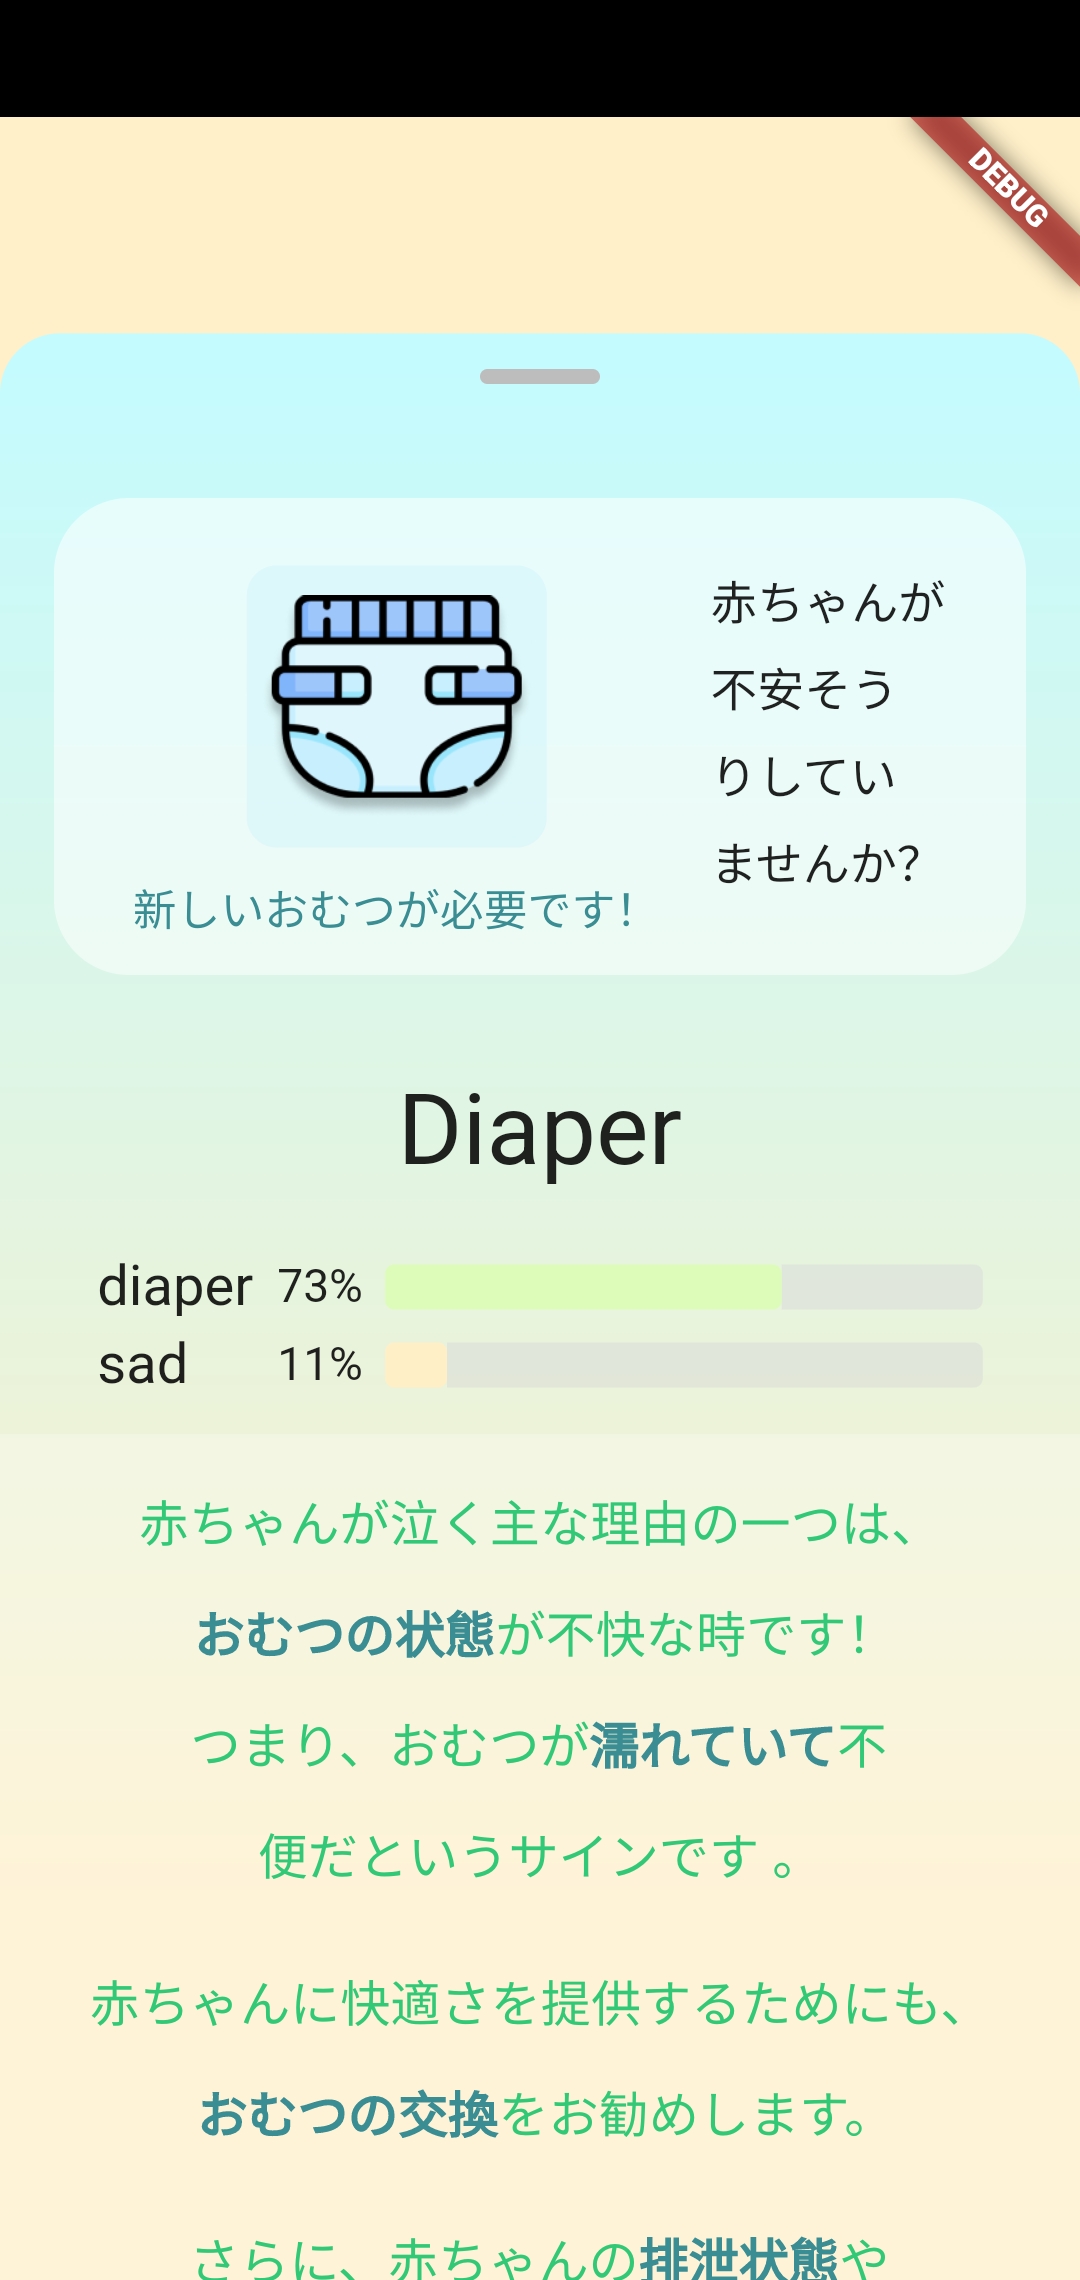 DEBUG
赤ちゃんが
不安そう
りしてい
ませんか？
新しいおむつが必要です！
Diaper
diaper 73%
sad 11%
赤ちゃんが泣く主な理由の一つは、
おむつの状態が不快な時です！
つまり、おむつが濡れていて不
便だというサインです 。
赤ちゃんに快適さを提供するためにも、
おむつの交換をお勧めします。
さらに、赤ちゃんの排泄状態や